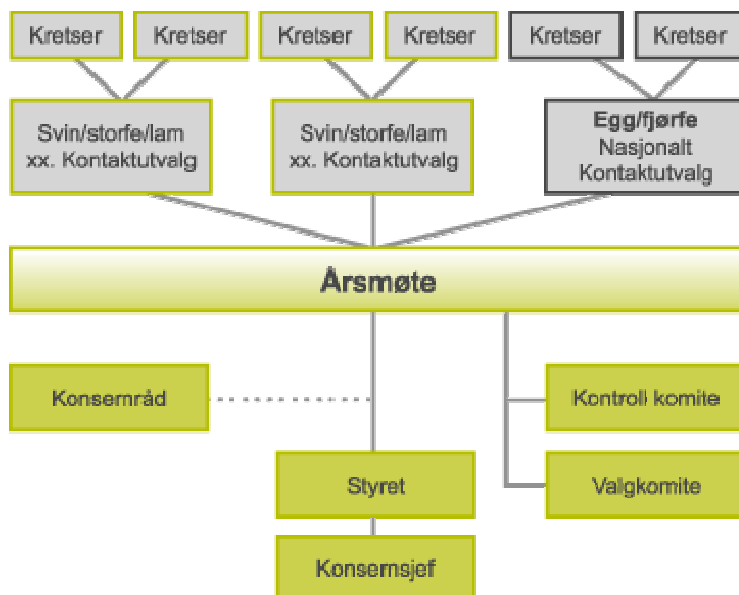 Kretser
Kretser
Kretser
Kretser
Kretser
Kretser
Svin/storfe/lam
xx. Kontaktutvalg
Svin/storfe/lam
xx. Kontaktutvalg
Egg/fjørfe
Nasjonalt
Kontaktutvalg
Årsmøte
Konsernråd
Kontroll komite
Styret
Valgkomite
Konsernsjef